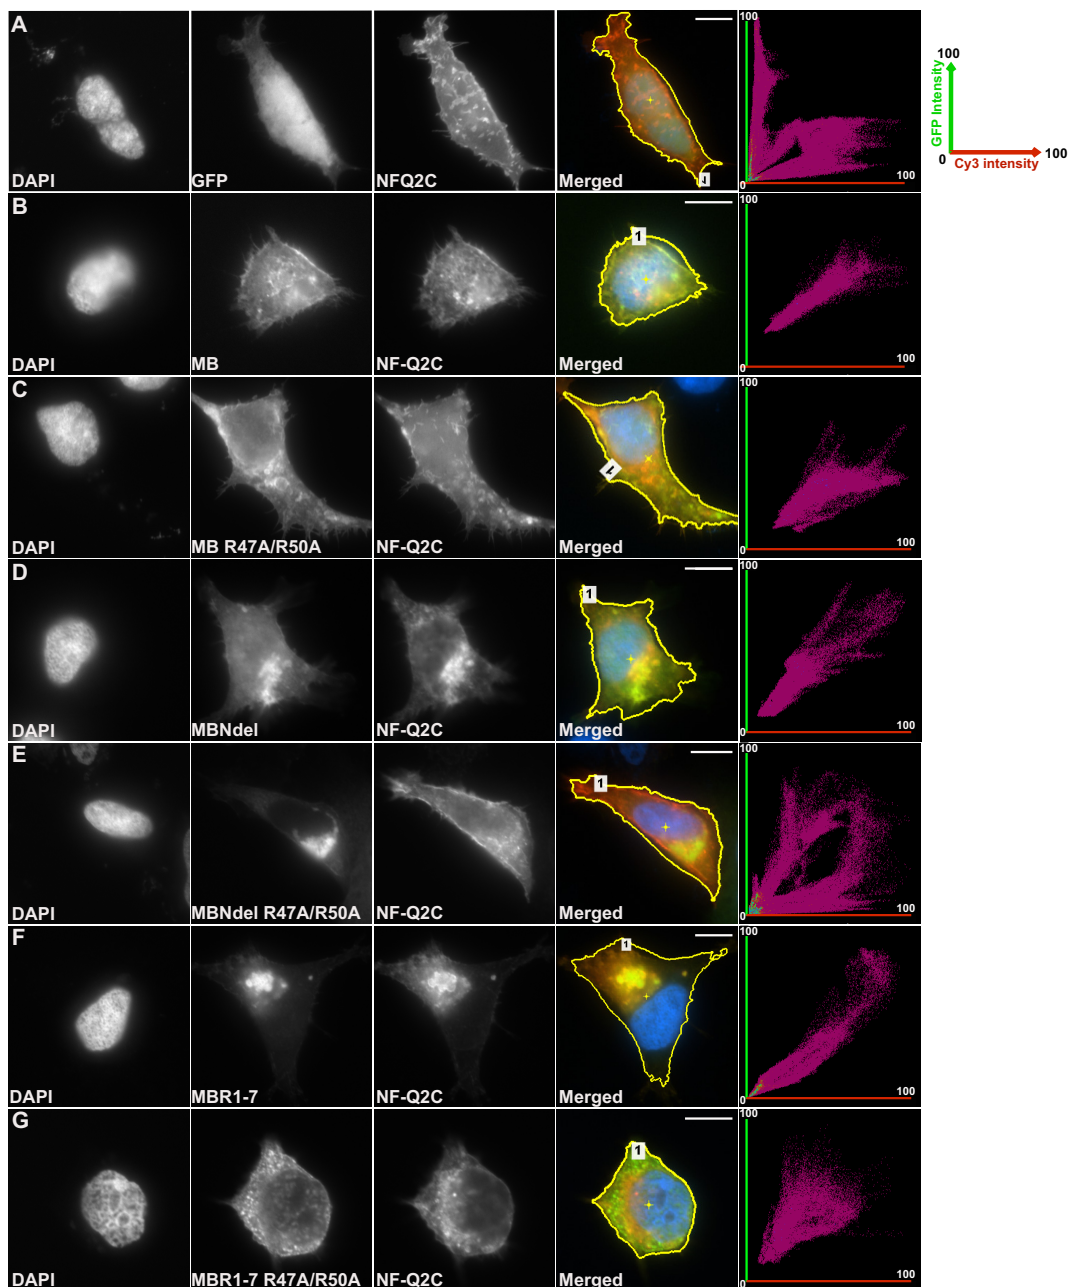 A
DAPI
GFP
NFQ2C
Merged
1
100
0
100
100
GFP Intensity
0
Cy3 intensity
100
B
DAPI
MB
NF-Q2C
Merged
1
100
0
100
C
DAPI
MB R47A/R50A
NF-Q2C
Merged
1
100
0
100
D
DAPI
MBNdel
NF-Q2C
Merged
1
100
0
100
E
DAPI
MBNdel R47A/R50A
NF-Q2C
Merged
1
100
0
100
F
DAPI
MBR1-7
NF-Q2C
Merged
1
100
0
100
G
DAPI
MBR1-7 R47A/R50A
NF-Q2C
Merged
1
100
0
100